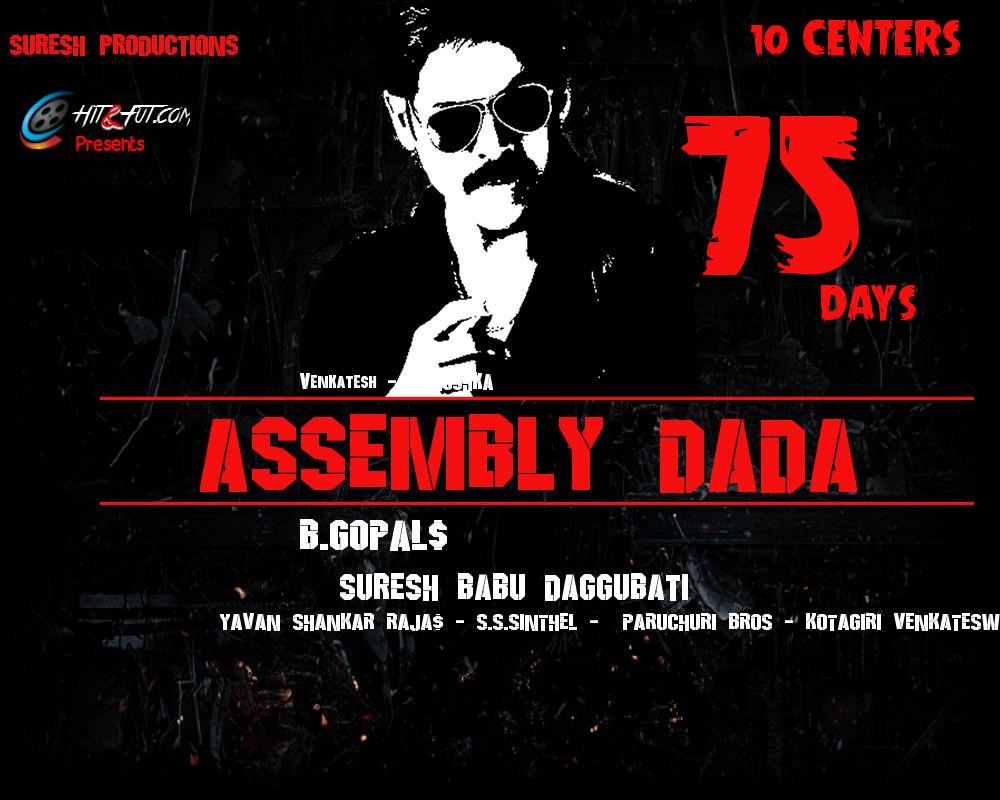 SURESH PRODUCTIONS
10 CENTERS
HIT&FUT.COM
Presents
75
DAYS
VENKATESH -
ASSEMBLY DADA
B.GOPAL$
SURESH BABU DAGGUBATI
YAVAN SHANKAR RAJA$ - S.S.SINTHEL - PARUCHURI BROS - KOTAGIRI VENKATESW